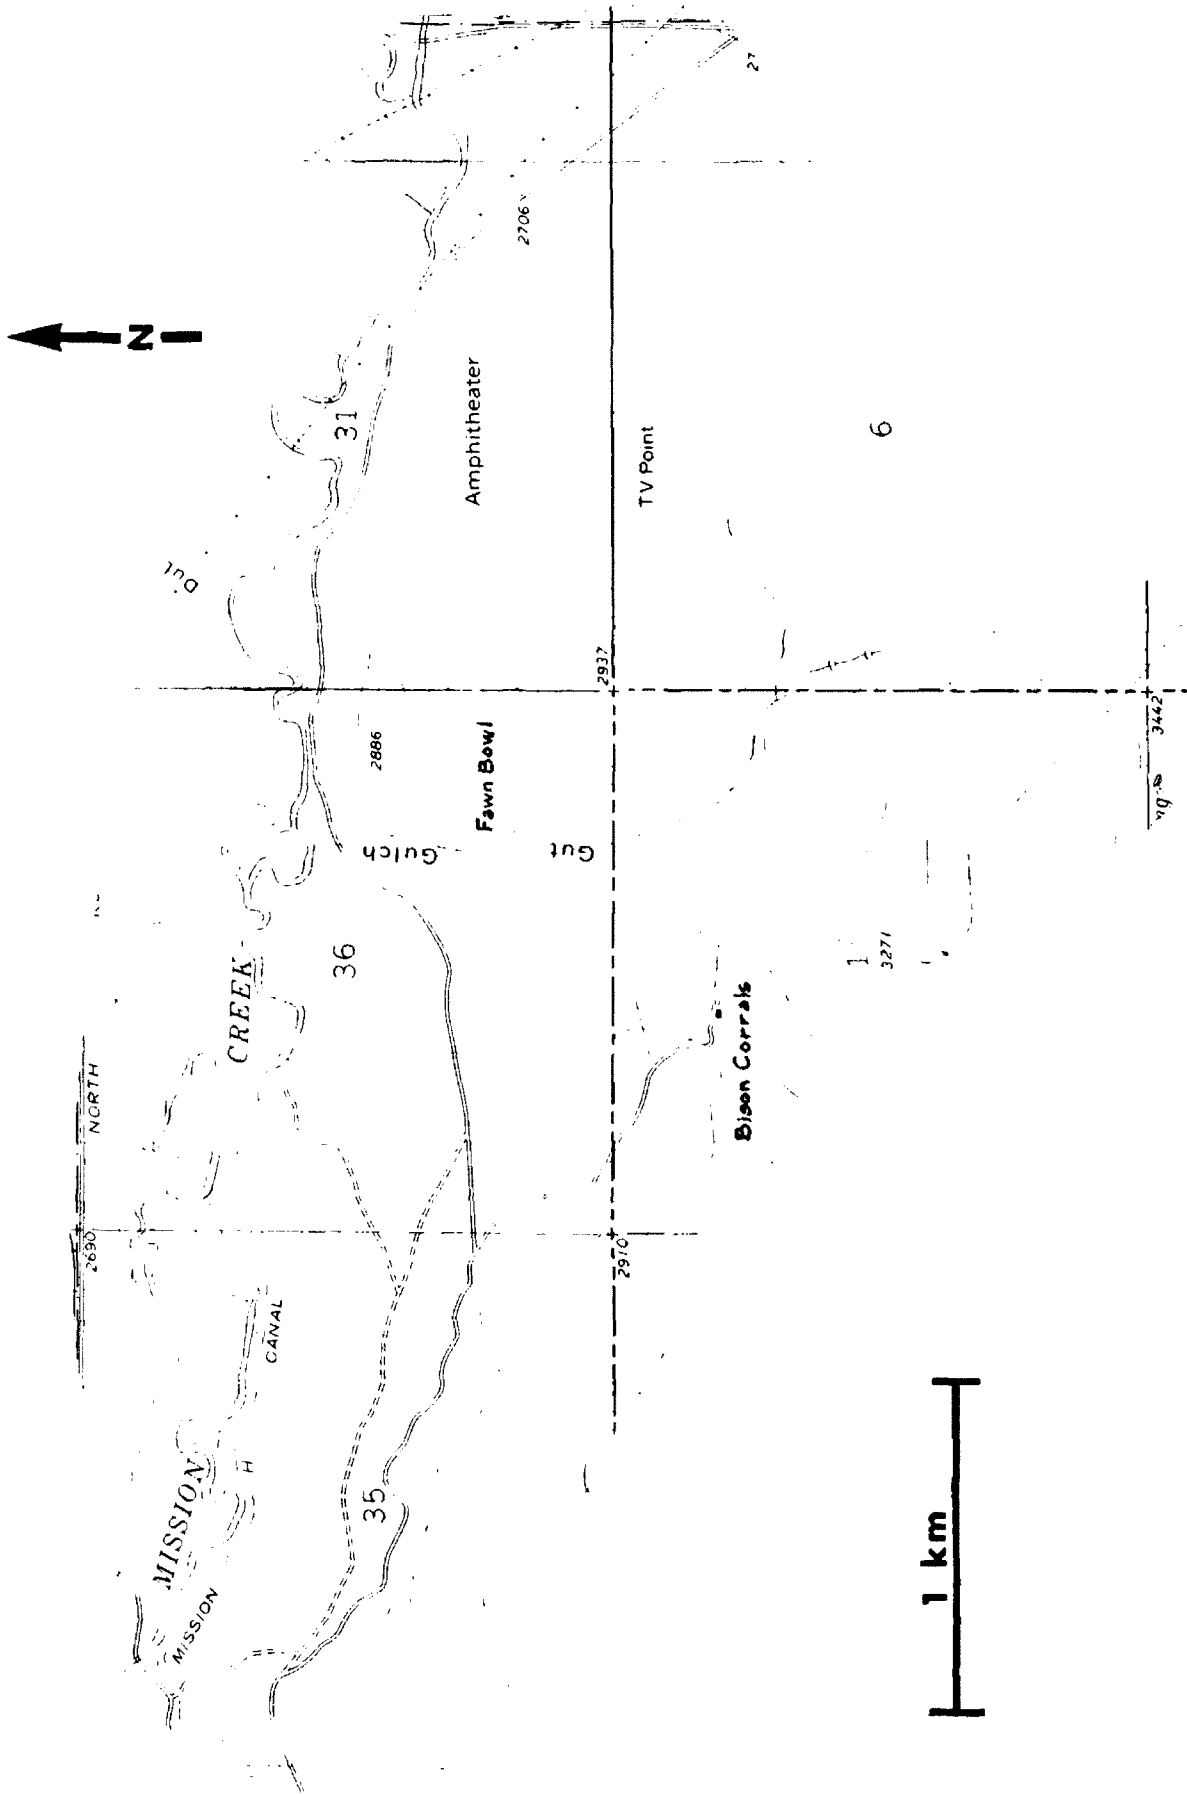 N
MISSION CREEK
NORTH
2690
CANAL
MISSION
H
31
36
35
2706
27
Amphitheater
TV Point
6
2886
Fawn Bowl
Gulch
Gut
2937
2910
Bison Corrals
1
3271
3442
1 km